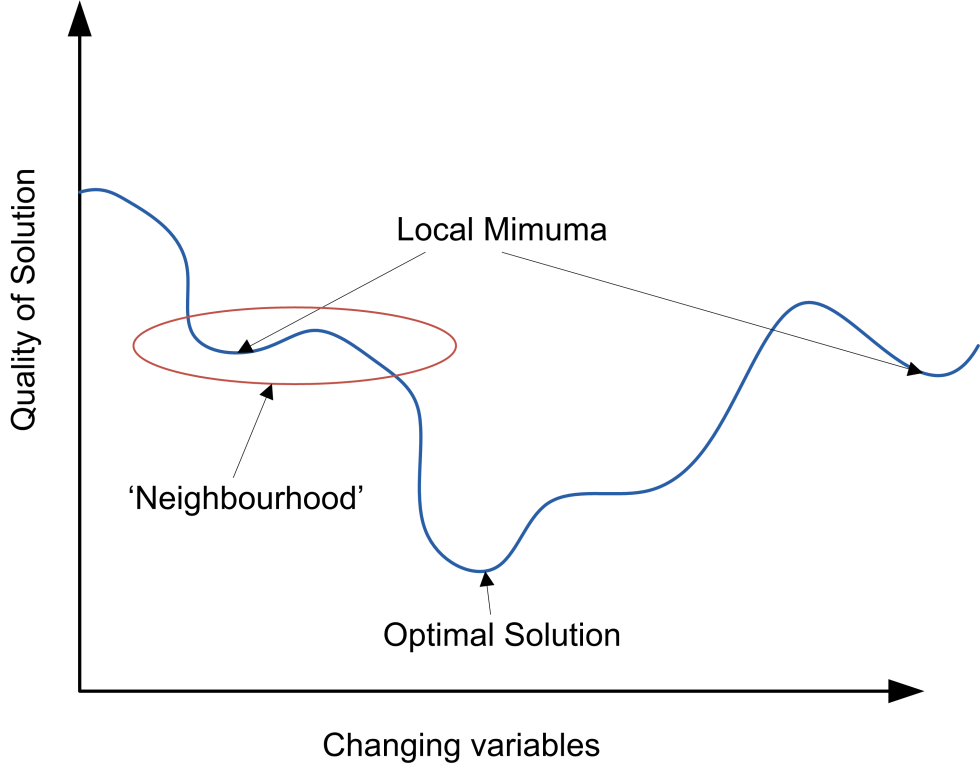 Quality of Solution
Local Mimuma
‘Neighbourhood’
Optimal Solution
Changing variables